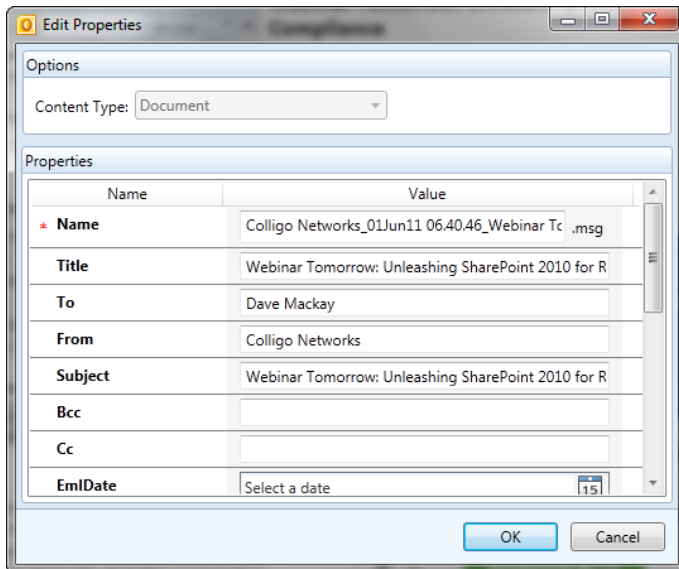 Edit Properties
Compliance
Options
Content Type: Document
Properties
Name Value
* Name Colligo Networks_01Jun11 06.40.46_Webinar Tc .msg
Title Webinar Tomorrow: Unleashing SharePoint 2010 for R
To Dave Mackay
From Colligo Networks
Subject Webinar Tomorrow: Unleashing SharePoint 2010 for R
Bcc
Cc
EmlDate Select a date 15
OK Cancel